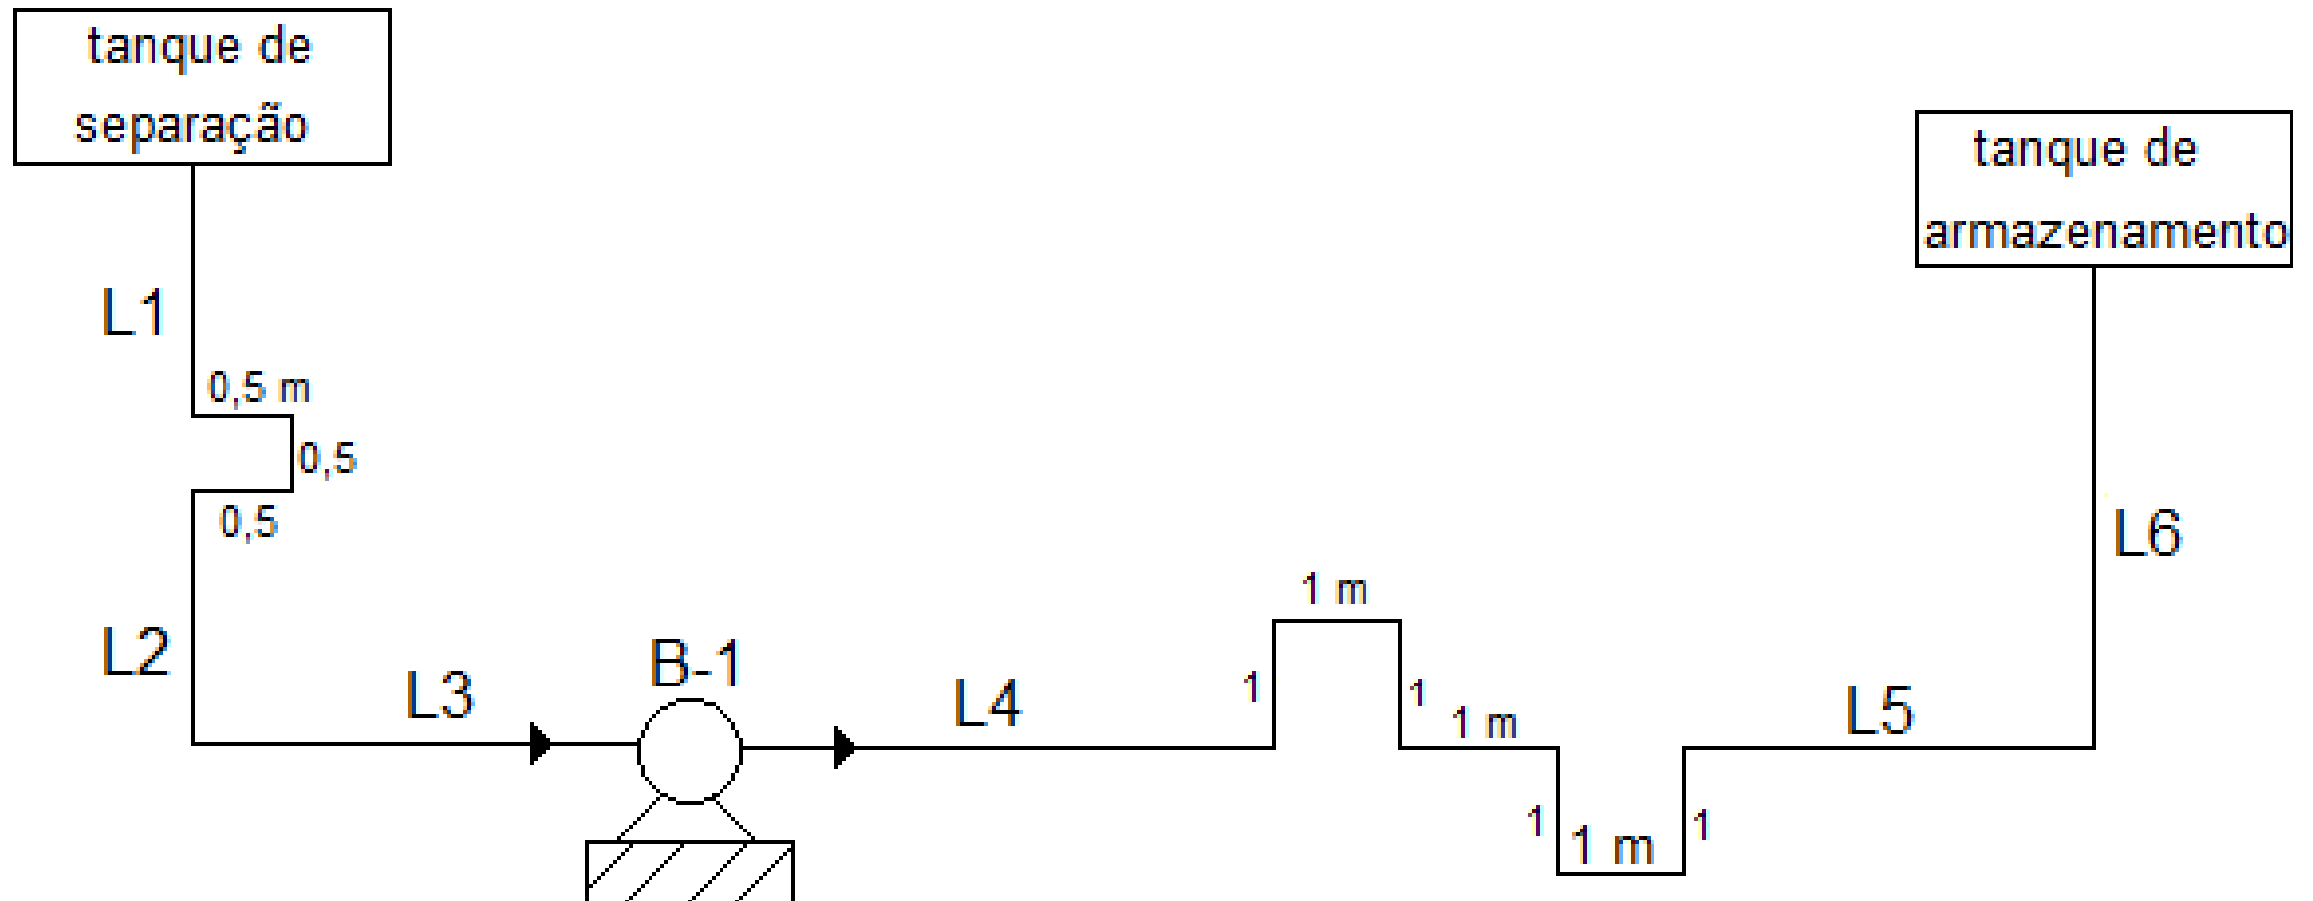 tanque de
separação
tanque de
armazenamento
L1
0,5 m
0,5
0,5
L2
L3
B-1
L4
1 m
1
1
1 m
1
1 m
1
L5
L6